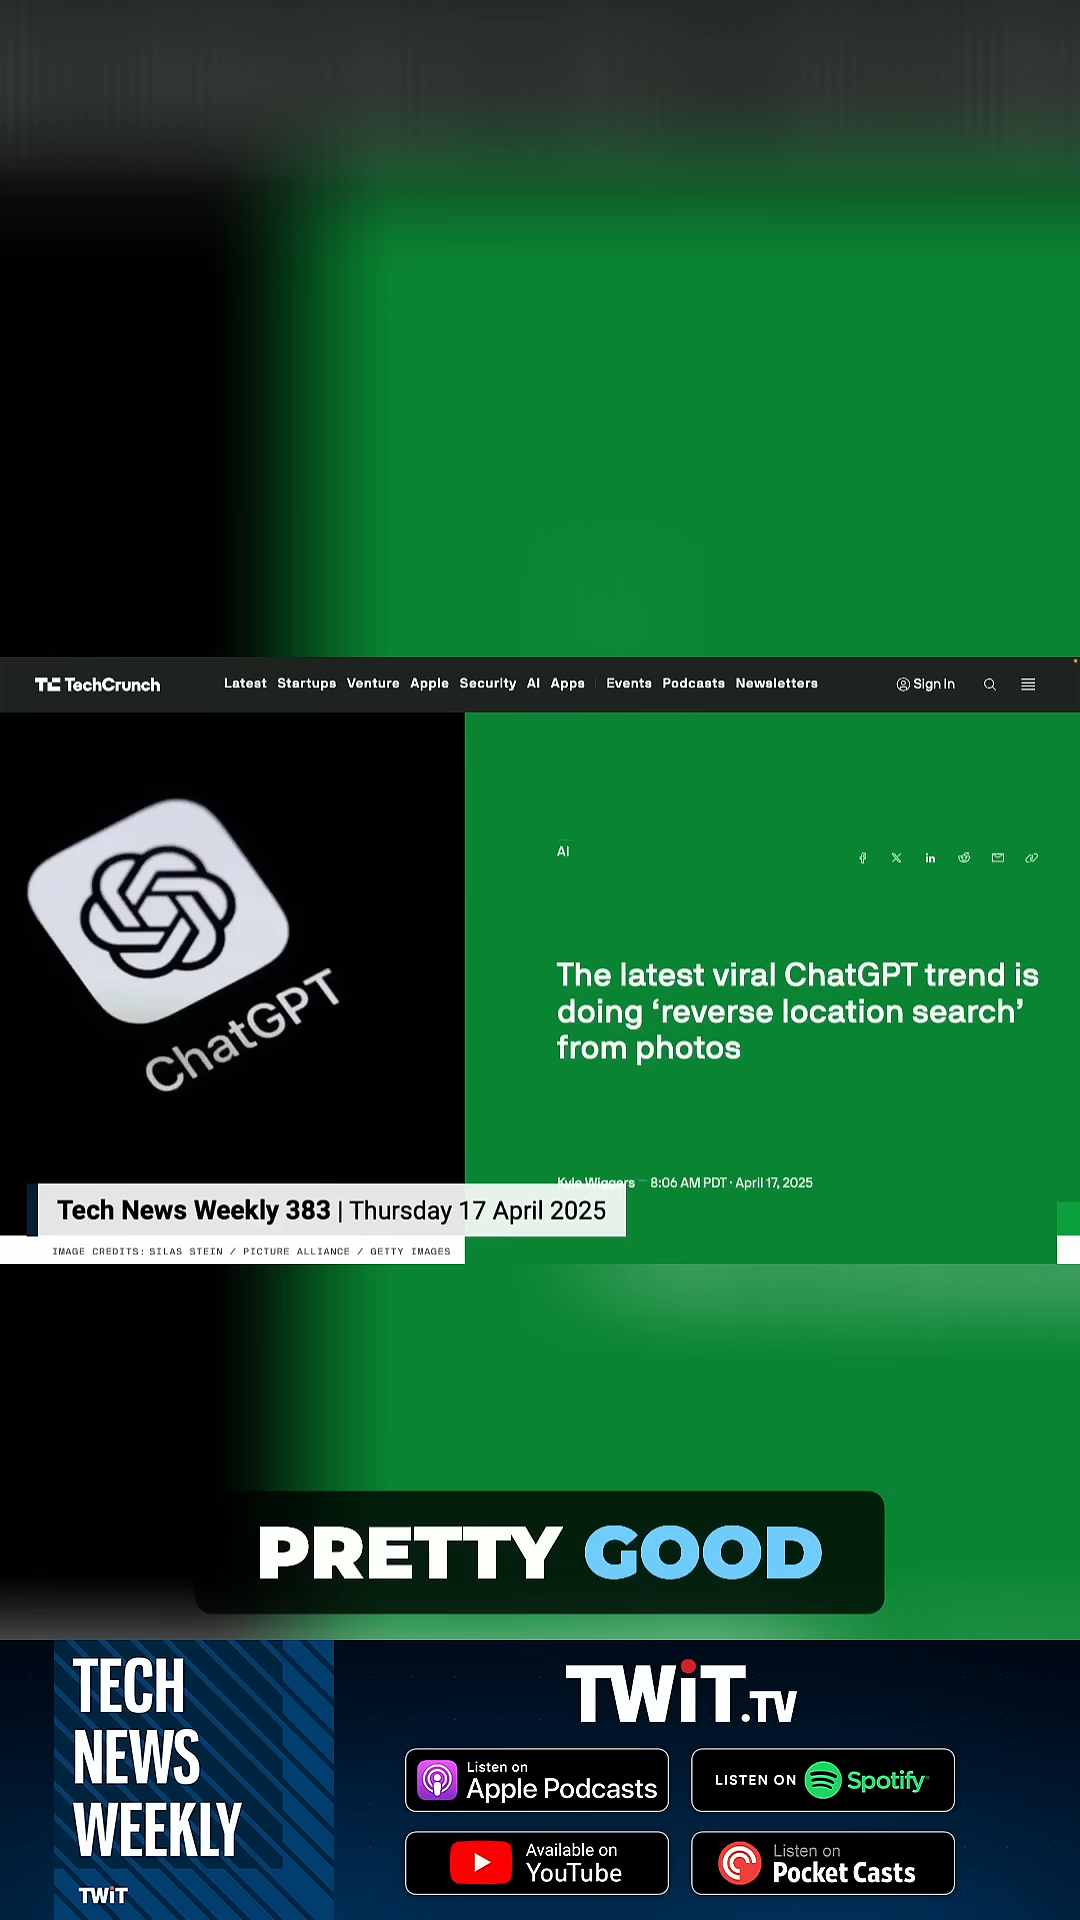 TechCrunch
Latest Startups Venture Apple Security AI Apps Events Podcasts Newsletters
Sign In
ChatGPT
AI
The latest viral ChatGPT trend is
doing ‘reverse location search’
from photos
Kyle Wiggers — 8:06 AM PDT · April 17, 2025
Tech News Weekly 383 | Thursday 17 April 2025
IMAGE CREDITS: SILAS STEIN / PICTURE ALLIANCE / GETTY IMAGES
PRETTY GOOD
TECH
NEWS
WEEKLY
TWiT
TWiT.TV
Listen on
Apple Podcasts
LISTEN ON Spotify
Available on
YouTube
Listen on
Pocket Casts